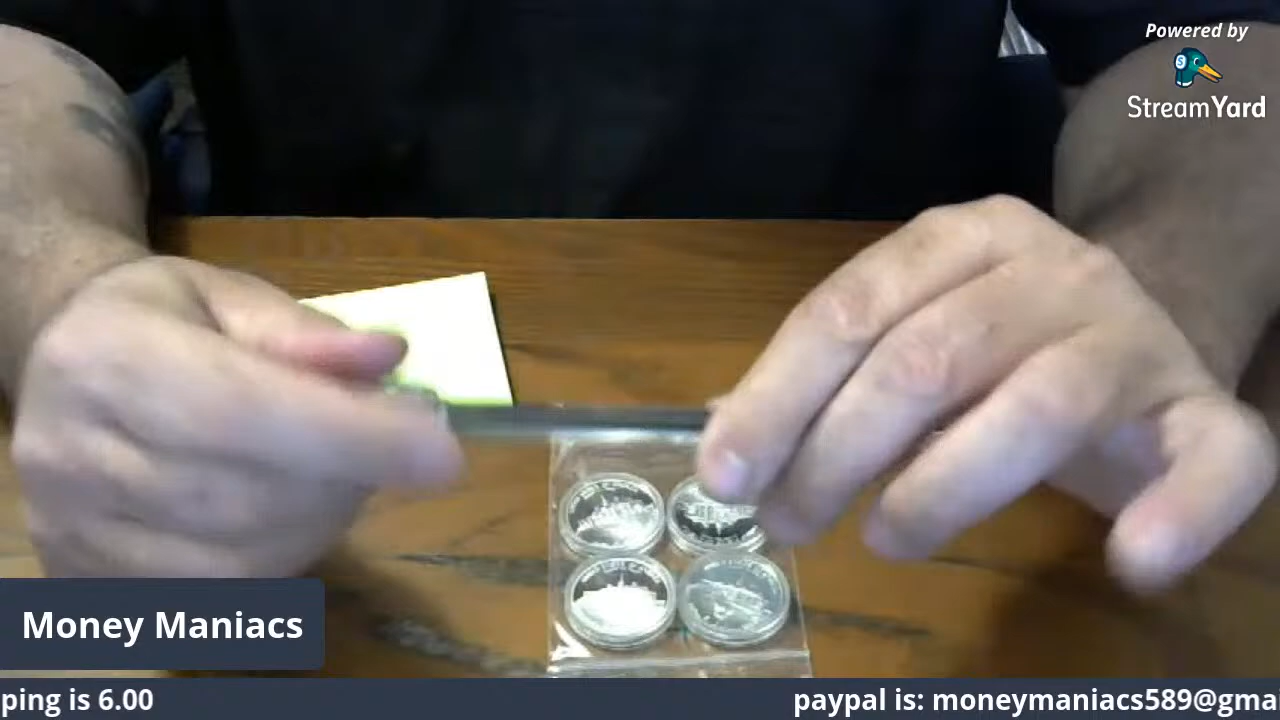 Powered by
StreamYard
Money Maniacs
ping is 6.00
paypal is: moneymaniacs589@gma